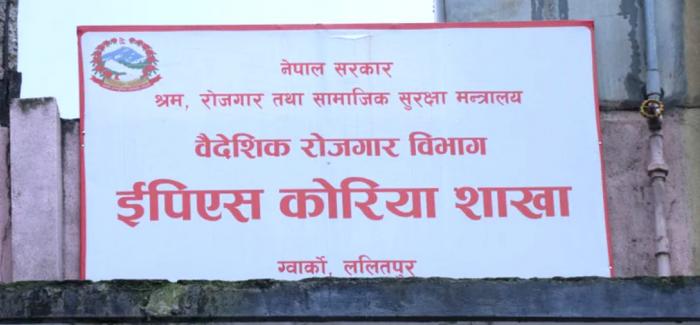 नेपाल सरकार
श्रम, रोजगार तथा सामाजिक सुरक्षा मन्त्रालय
वैदेशिक रोजगार विभाग
ईपिएस कोरिया शाखा
ग्वार्को, ललितपुर